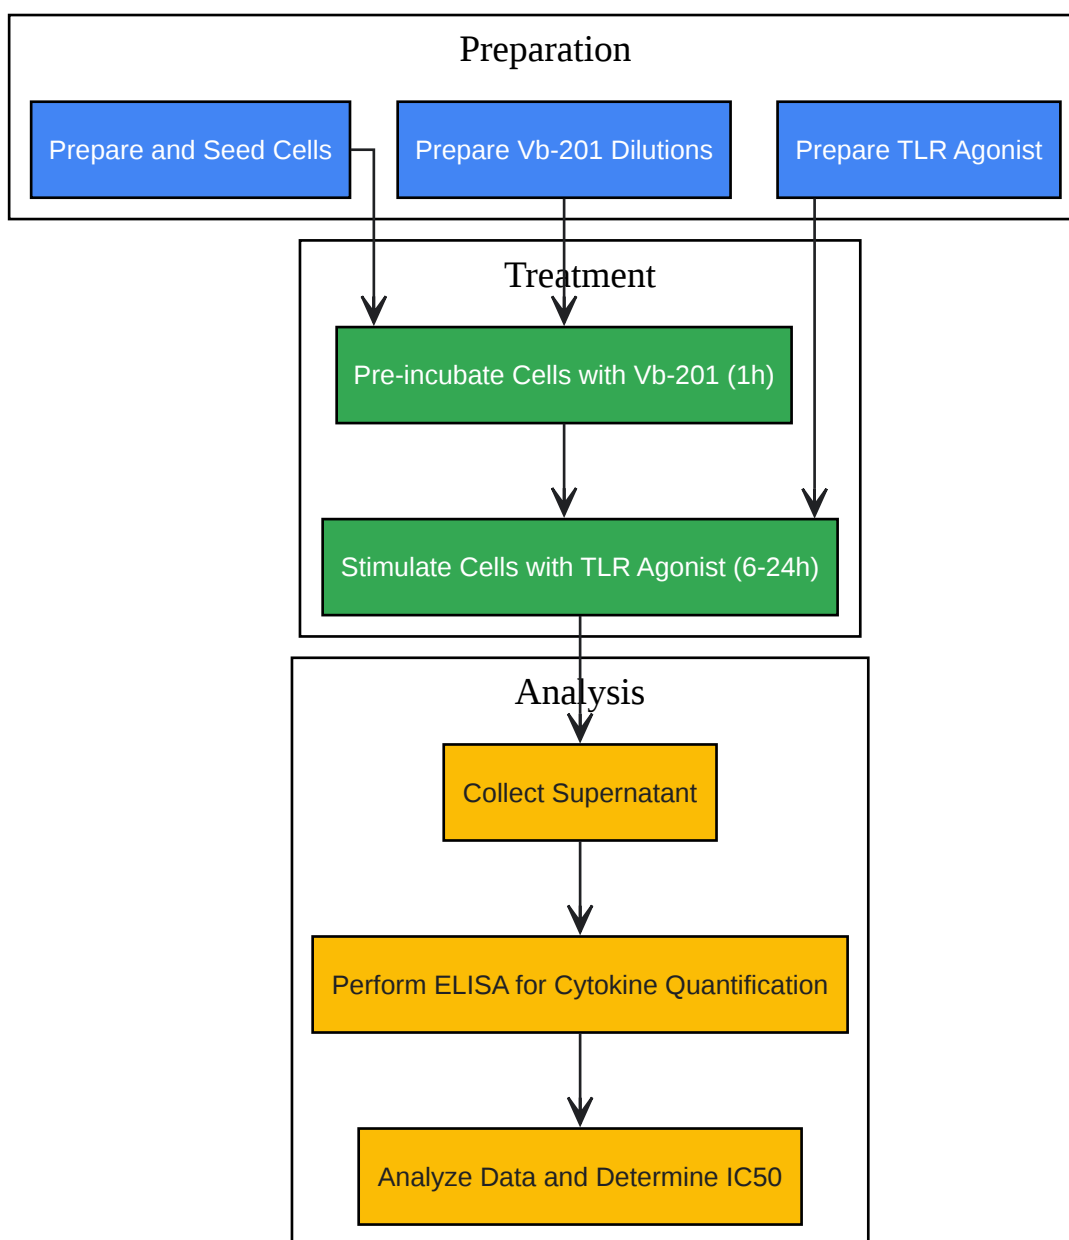 Preparation
Prepare and Seed Cells
Prepare Vb-201 Dilutions
Prepare TLR Agonist
Treatment
Pre-incubate Cells with Vb-201 (1h)
Stimulate Cells with TLR Agonist (6-24h)
Analysis
Collect Supernatant
Perform ELISA for Cytokine Quantification
Analyze Data and Determine IC50